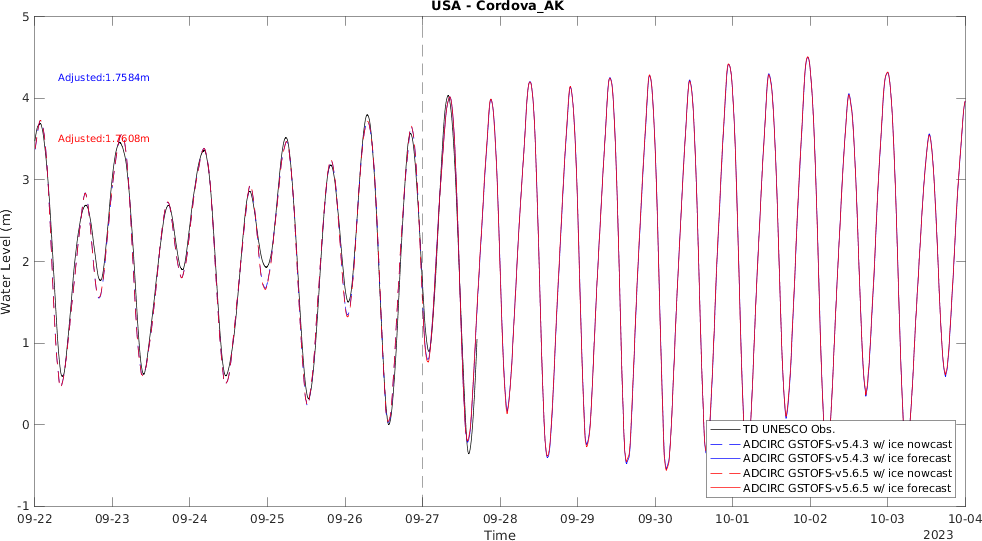 USA - Cordova_AK
5
4
3
2
1
0
-1
Water Level (m)
Adjusted:1.7584m
Adjusted:1.7608m
TD UNESCO Obs.
ADCIRC GSTOFS-v5.4.3 w/ ice nowcast
ADCIRC GSTOFS-v5.4.3 w/ ice forecast
ADCIRC GSTOFS-v5.6.5 w/ ice nowcast
ADCIRC GSTOFS-v5.6.5 w/ ice forecast
09-22 09-23 09-24 09-25 09-26 09-27 09-28 09-29 09-30 10-01 10-02 10-03 10-04
Time
2023